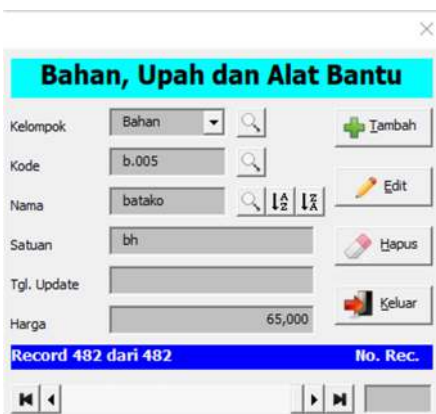 Bahan, Upah dan Alat Bantu
Kelompok Bahan Tambah
Kode b.005
Nama batako Edit
Satuan bh Hapus
Tgl. Update
Harga 65,000 Keluar
Record 482 dari 482 No. Rec.